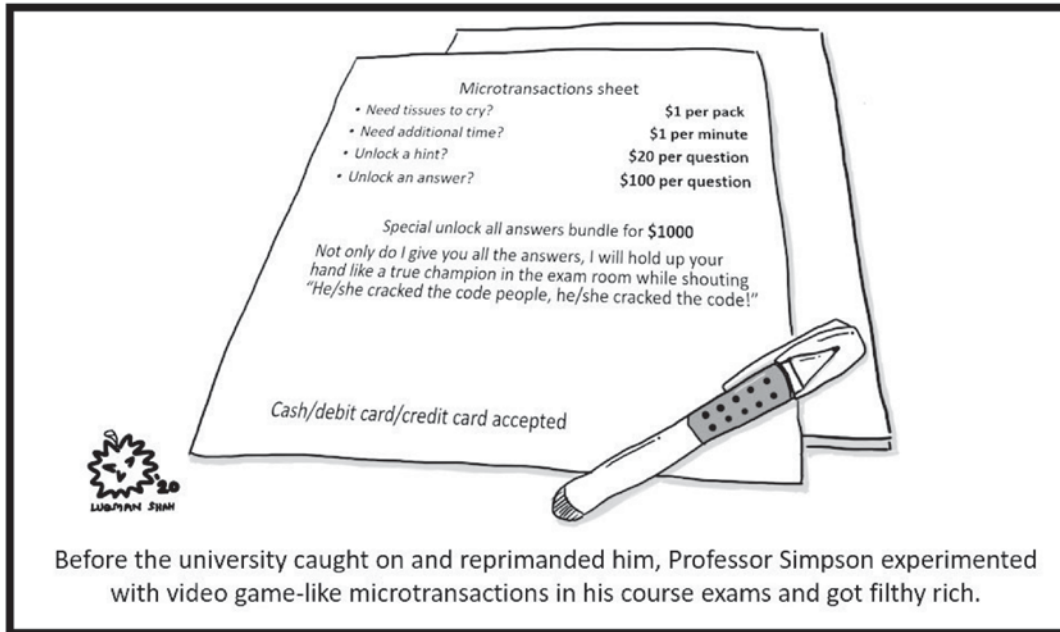 Microtransactions sheet
• Need tissues to cry? $1 per pack
• Need additional time? $1 per minute
• Unlock a hint? $20 per question
• Unlock an answer? $100 per question
Special unlock all answers bundle for $1000
Not only do I give you all the answers, I will hold up your
hand like a true champion in the exam room while shouting
“He/she cracked the code people, he/she cracked the code!”
Cash/debit card/credit card accepted
'20
LUQMAN SHAH
Before the university caught on and reprimanded him, Professor Simpson experimented
with video game-like microtransactions in his course exams and got filthy rich.